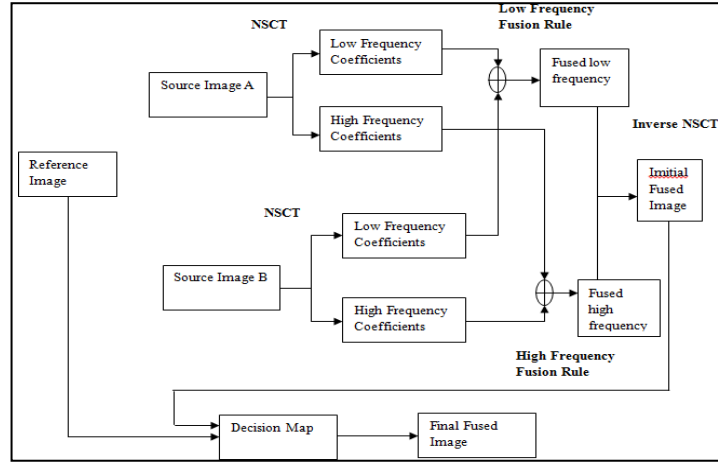 Low Frequency
Fusion Rule
NSCT
Low Frequency
Coefficients
Fused low
frequency
Source Image A
High Frequency
Coefficients
Inverse NSCT
Reference
Image
Imitial
Fused
Image
NSCT
Low Frequency
Coefficients
Source Image B
Fused
high
frequency
High Frequency
Coefficients
High Frequency
Fusion Rule
Decision Map
Final Fused
Image